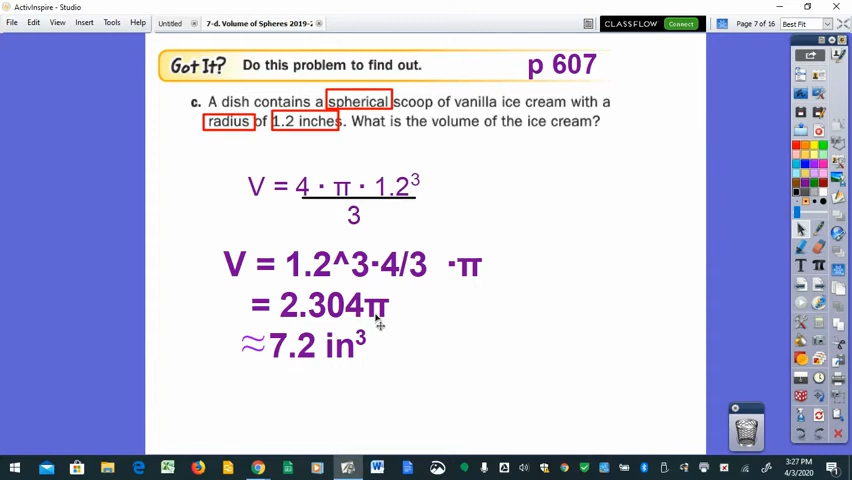 ActivInspire - Studio
File Edit View Insert Tools Help
Untitled
7-d. Volume of Spheres 2019-2
CLASSFLOW
Connect
Page 7 of 16
Best Fit
Got It? Do this problem to find out.
p 607
c. A dish contains a spherical scoop of vanilla ice cream with a
radius of 1.2 inches. What is the volume of the ice cream?
V = 4 · π · 1.2³
3
V = 1.2^3·4/3 ·π
= 2.304π
≈7.2 in³
3:27 PM
4/3/2020